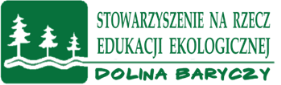 STOWARZYSZENIE NA RZECZ
EDUKACJI EKOLOGICZNEJ
DOLINA BARYCZY